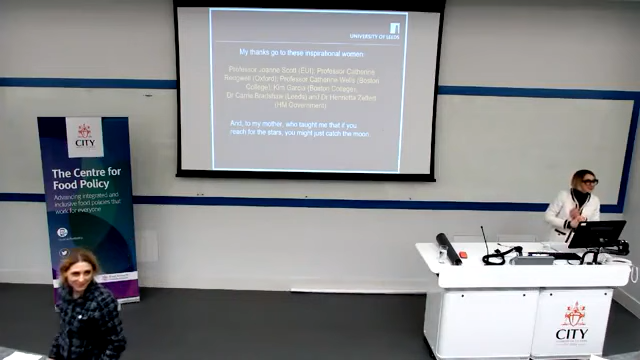 UNIVERSITY OF LEEDS
My thanks go to these inspirational women:
Professor Joanne Scott (EUI); Professor Catherine
Redgwell (Oxford); Professor Catherine Wells (Boston
College); Kim Garcia (Boston College),
Dr Carrie Bradshaw (Leeds) and Dr Henrietta Zeffert
(HM Government)
And, to my mother, who taught me that if you
reach for the stars, you might just catch the moon.
CITY
The Centre for
Food Policy
Advancing integrated and
inclusive food policies that
work for everyone
CITY